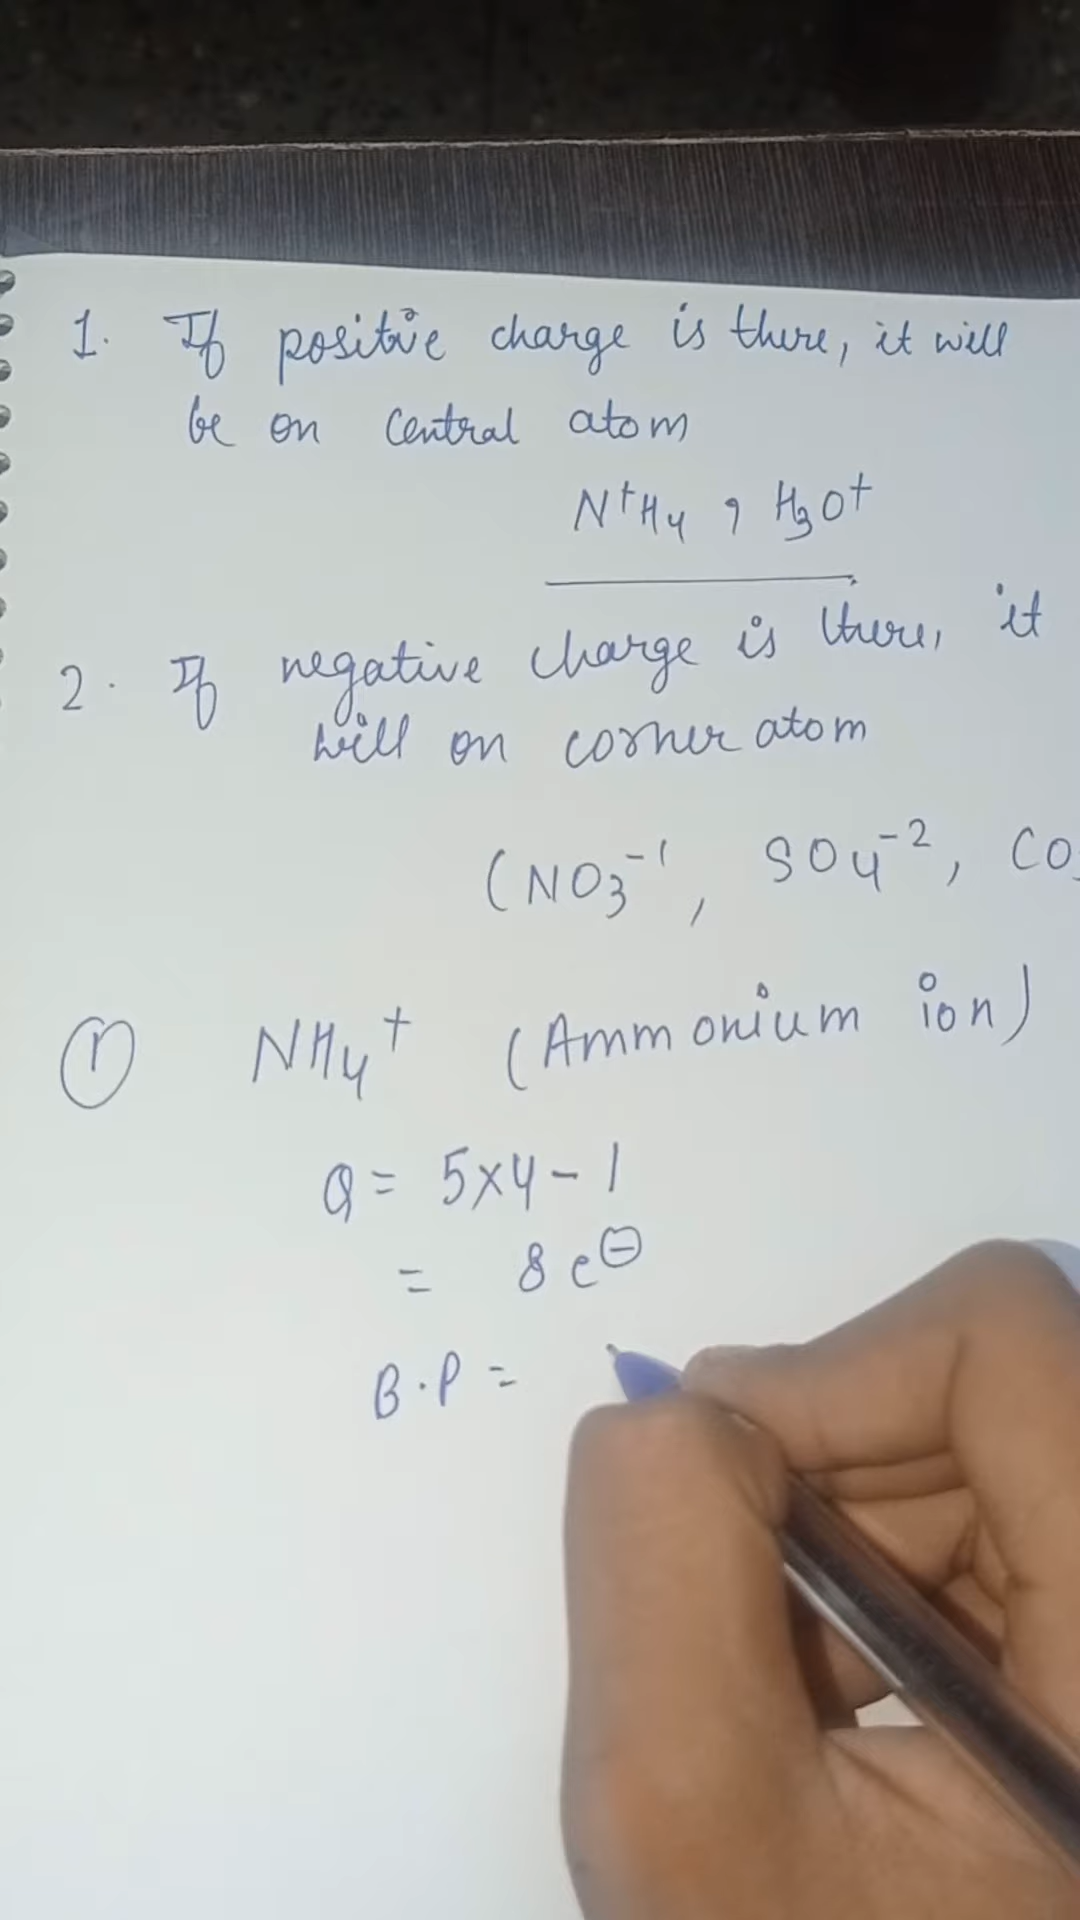 1. If positive charge is there, it will
be on Central atom
N⁺H₄ , H₃O⁺
2. If negative charge is there, it
will on corner atom
(NO₃⁻¹, SO₄⁻², CO
① NH₄⁺ (Ammonium ion)
Q = 5×4-1
= 8 e⊖
B.P =